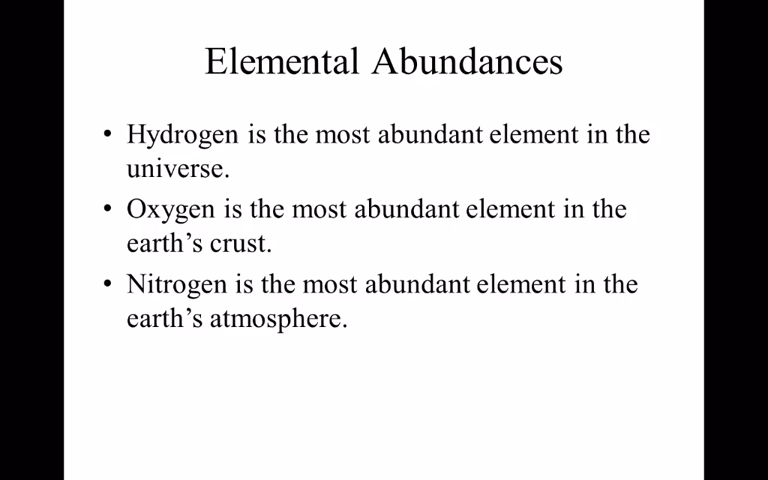 Elemental Abundances
• Hydrogen is the most abundant element in the
universe.
• Oxygen is the most abundant element in the
earth’s crust.
• Nitrogen is the most abundant element in the
earth’s atmosphere.